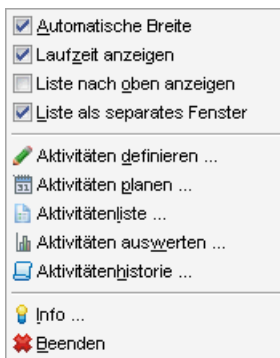 Automatische Breite
Laufzeit anzeigen
Liste nach oben anzeigen
Liste als separates Fenster
Aktivitäten definieren ...
31
Aktivitäten planen ...
Aktivitätenliste ...
Aktivitäten auswerten ...
Aktivitätenhistorie ...
Info ...
Beenden